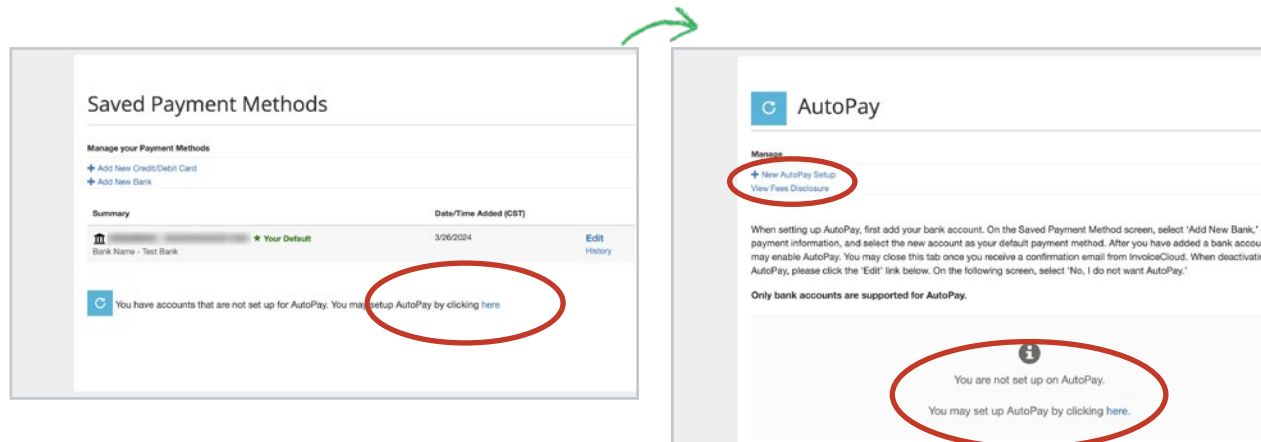 Saved Payment Methods
Manage your Payment Methods
+ Add New Credit/Debit Card
+ Add New Bank
Summary Date/Time Added (CST)
★ Your Default 3/26/2024 Edit
Bank Name - Test Bank History
You have accounts that are not set up for AutoPay. You may setup AutoPay by clicking here
AutoPay
Manage
+ New AutoPay Setup
View Fees Disclosure
When setting up AutoPay, first add your bank account. On the Saved Payment Method screen, select 'Add New Bank,'
payment information, and select the new account as your default payment method. After you have added a bank accou
may enable AutoPay. You may close this tab once you receive a confirmation email from InvoiceCloud. When deactivati
AutoPay, please click the 'Edit' link below. On the following screen, select 'No, I do not want AutoPay.'
Only bank accounts are supported for AutoPay.
You are not set up on AutoPay.
You may set up AutoPay by clicking here.